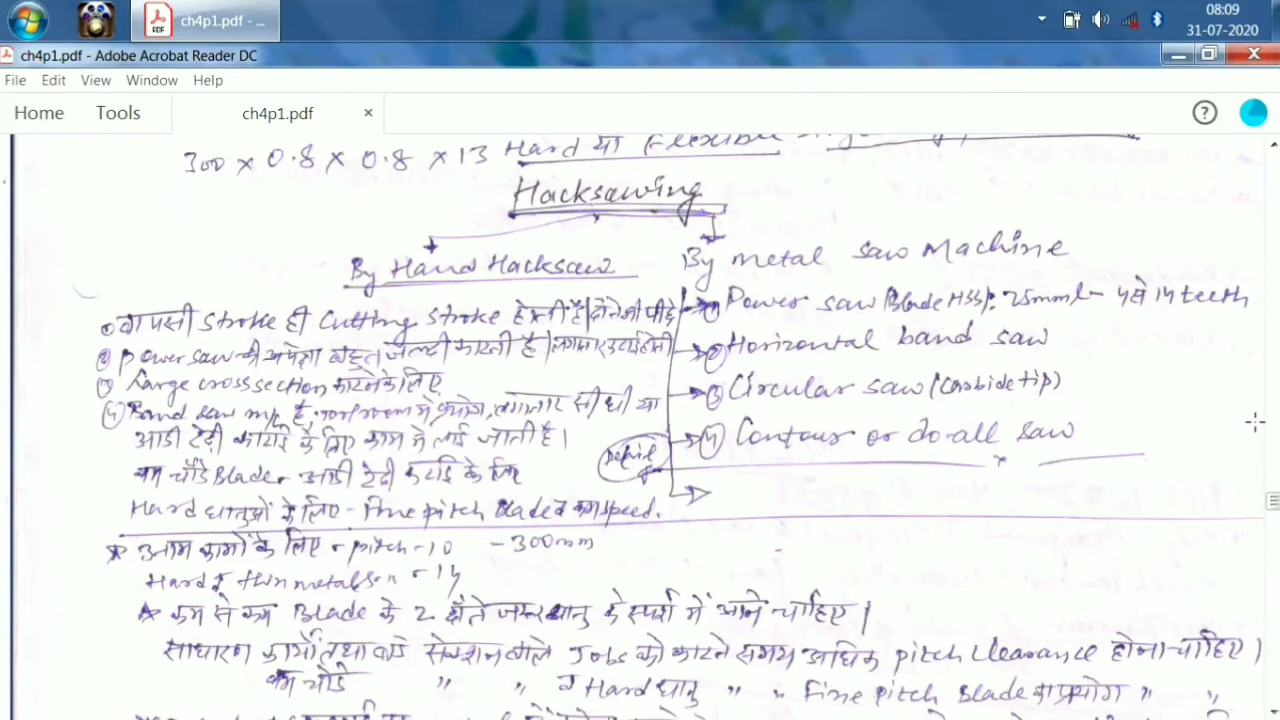 ch4p1.pdf - ...
08:09
31-07-2020
ch4p1.pdf - Adobe Acrobat Reader DC
File Edit View Window Help
Home Tools ch4p1.pdf ×
300 × 0.8 × 0.8 × 13 Hard या Flexible
Hacksawing
By Hand Hacksaw
By metal saw Machine
① वापसी Stroke ही Cutting Stroke होती है
② Power saw की अपेक्षा बहुत जल्दी काटती है
③ Large cross section काटने के लिए
④ Band saw m/c है
आडी टेढी कटाई के लिए काम में लाई जाती है।
कम चौडे Blade - आडी टेढी कटाई के लिए
Hard धातुओं के लिए - Fine pitch blade व कम speed.
① Power saw (Blade HSS): 25mm 4 से 14 teeth
② Horizontal band saw
③ Circular saw (Carbide tip)
④ Contour or do-all saw
Detail
कामों के लिए - pitch - 10 - 300mm
Hard व thin metals - 14
कम से कम Blade के 2 दाँते जरूर धातु के स्पर्श में आने चाहिए।
साधारण कार्यों तथा बडे सेक्शन वाले Jobs को काटते समय अधिक pitch clearance होना चाहिए।
कम चौडे " " व Hard धातु " " Fine pitch Blade का प्रयोग " "